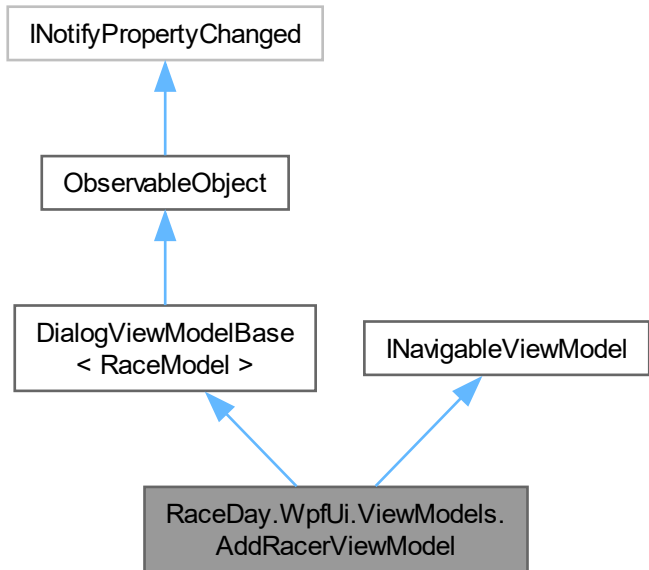 INotifyPropertyChanged
ObservableObject
DialogViewModelBase
< RaceModel >
INavigableViewModel
RaceDay.WpfUi.ViewModels.
AddRacerViewModel